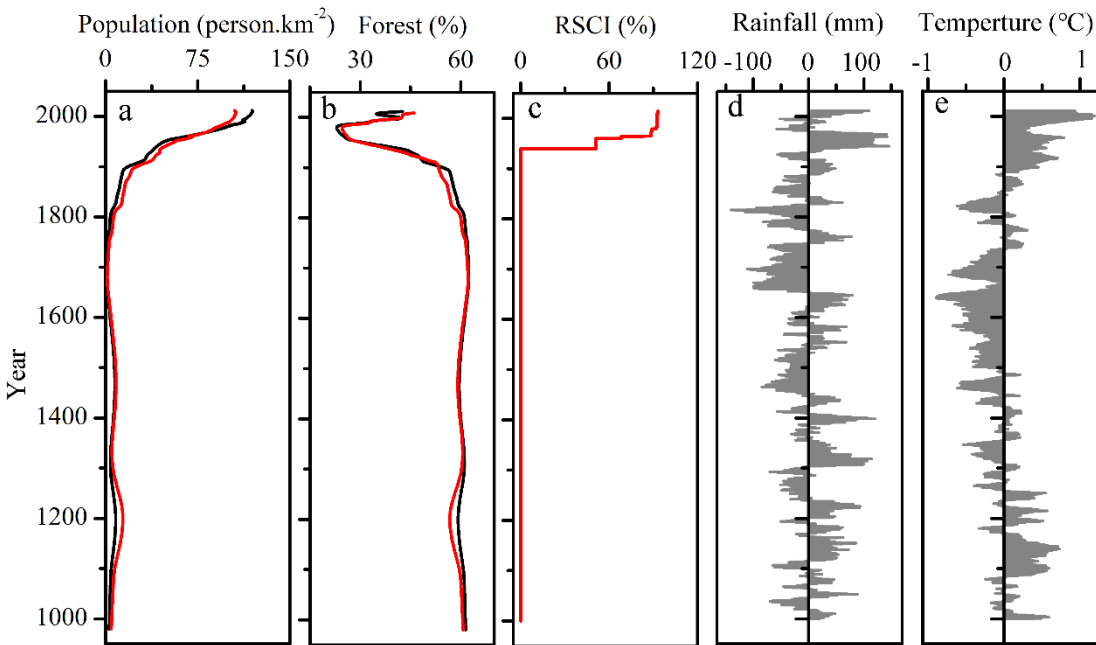 Population (person.km-2)
Forest (%)
RSCI (%)
Rainfall (mm)
Temperture (°C)
0 75 150
30 60
0 60 120
-100 0 100
-1 0 1
a
b
c
d
e
2000
1800
1600
1400
1200
1000
Year